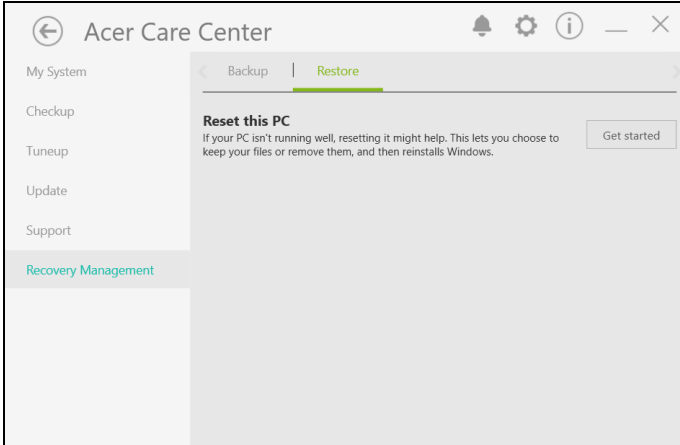 Acer Care Center
My System
Backup | Restore
Checkup
Reset this PC
If your PC isn't running well, resetting it might help. This lets you choose to
keep your files or remove them, and then reinstalls Windows.
Get started
Tuneup
Update
Support
Recovery Management